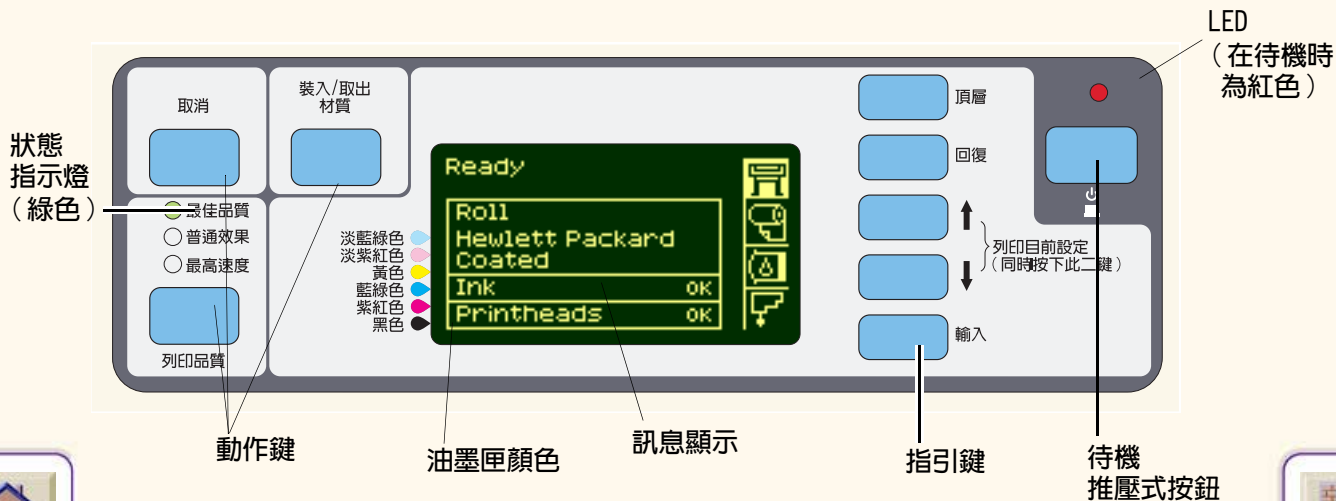 LED
（在待機時
為紅色）
取消
裝入/取出
材質
頂層
狀態
指示燈
（綠色）
Ready
回復
最佳品質
普通效果
最高速度
Roll
Hewlett Packard
Coated
淡藍綠色
淡紫紅色
黃色
藍綠色
紫紅色
黑色
列印目前設定
（同時按下此二鍵）
Ink OK
Printheads OK
輸入
列印品質
動作鍵
油墨匣顏色
訊息顯示
指引鍵
待機
推壓式按鈕